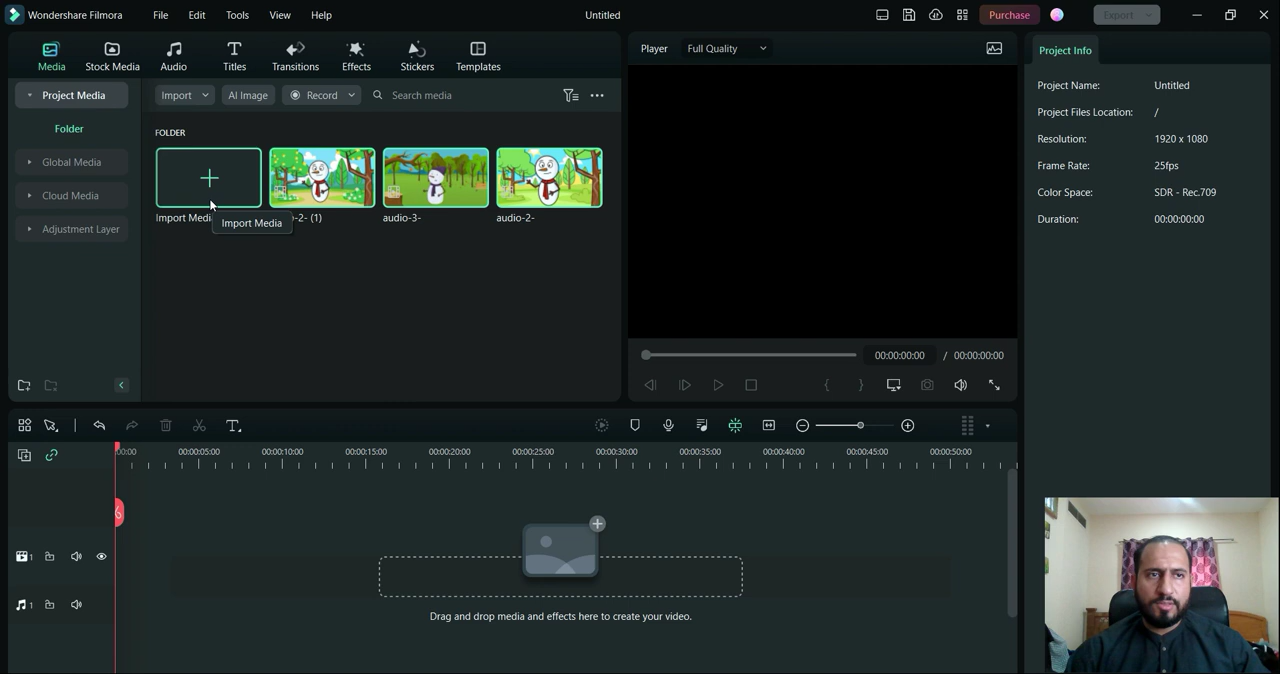 Wondershare Filmora File Edit Tools View Help Untitled Purchase Export
Media Stock Media Audio Titles Transitions Effects Stickers Templates
Player Full Quality
Project Info
Project Media
Import AI Image Record Search media
Folder
Global Media
Cloud Media
Adjustment Layer
FOLDER
Import Medi
-2- (1)
audio-3-
audio-2-
Import Media
Project Name: Untitled
Project Files Location: /
Resolution: 1920 x 1080
Frame Rate: 25fps
Color Space: SDR - Rec.709
Duration: 00:00:00:00
00:00:00:00 / 00:00:00:00
00:00 00:00:05:00 00:00:10:00 00:00:15:00 00:00:20:00 00:00:25:00 00:00:30:00 00:00:35:00 00:00:40:00 00:00:45:00 00:00:50:00
1
1
Drag and drop media and effects here to create your video.